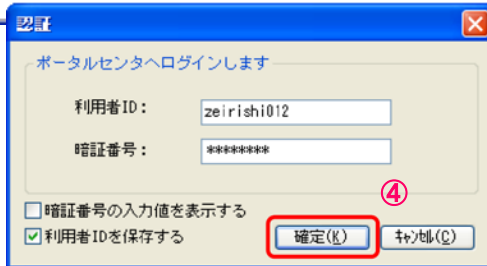 認証
ポータルセンタへログインします
利用者ID：
zeirishi012
暗証番号：
********
④
暗証番号の入力値を表示する
利用者IDを保存する
確定(K)
ｷｬﾝｾﾙ(C)